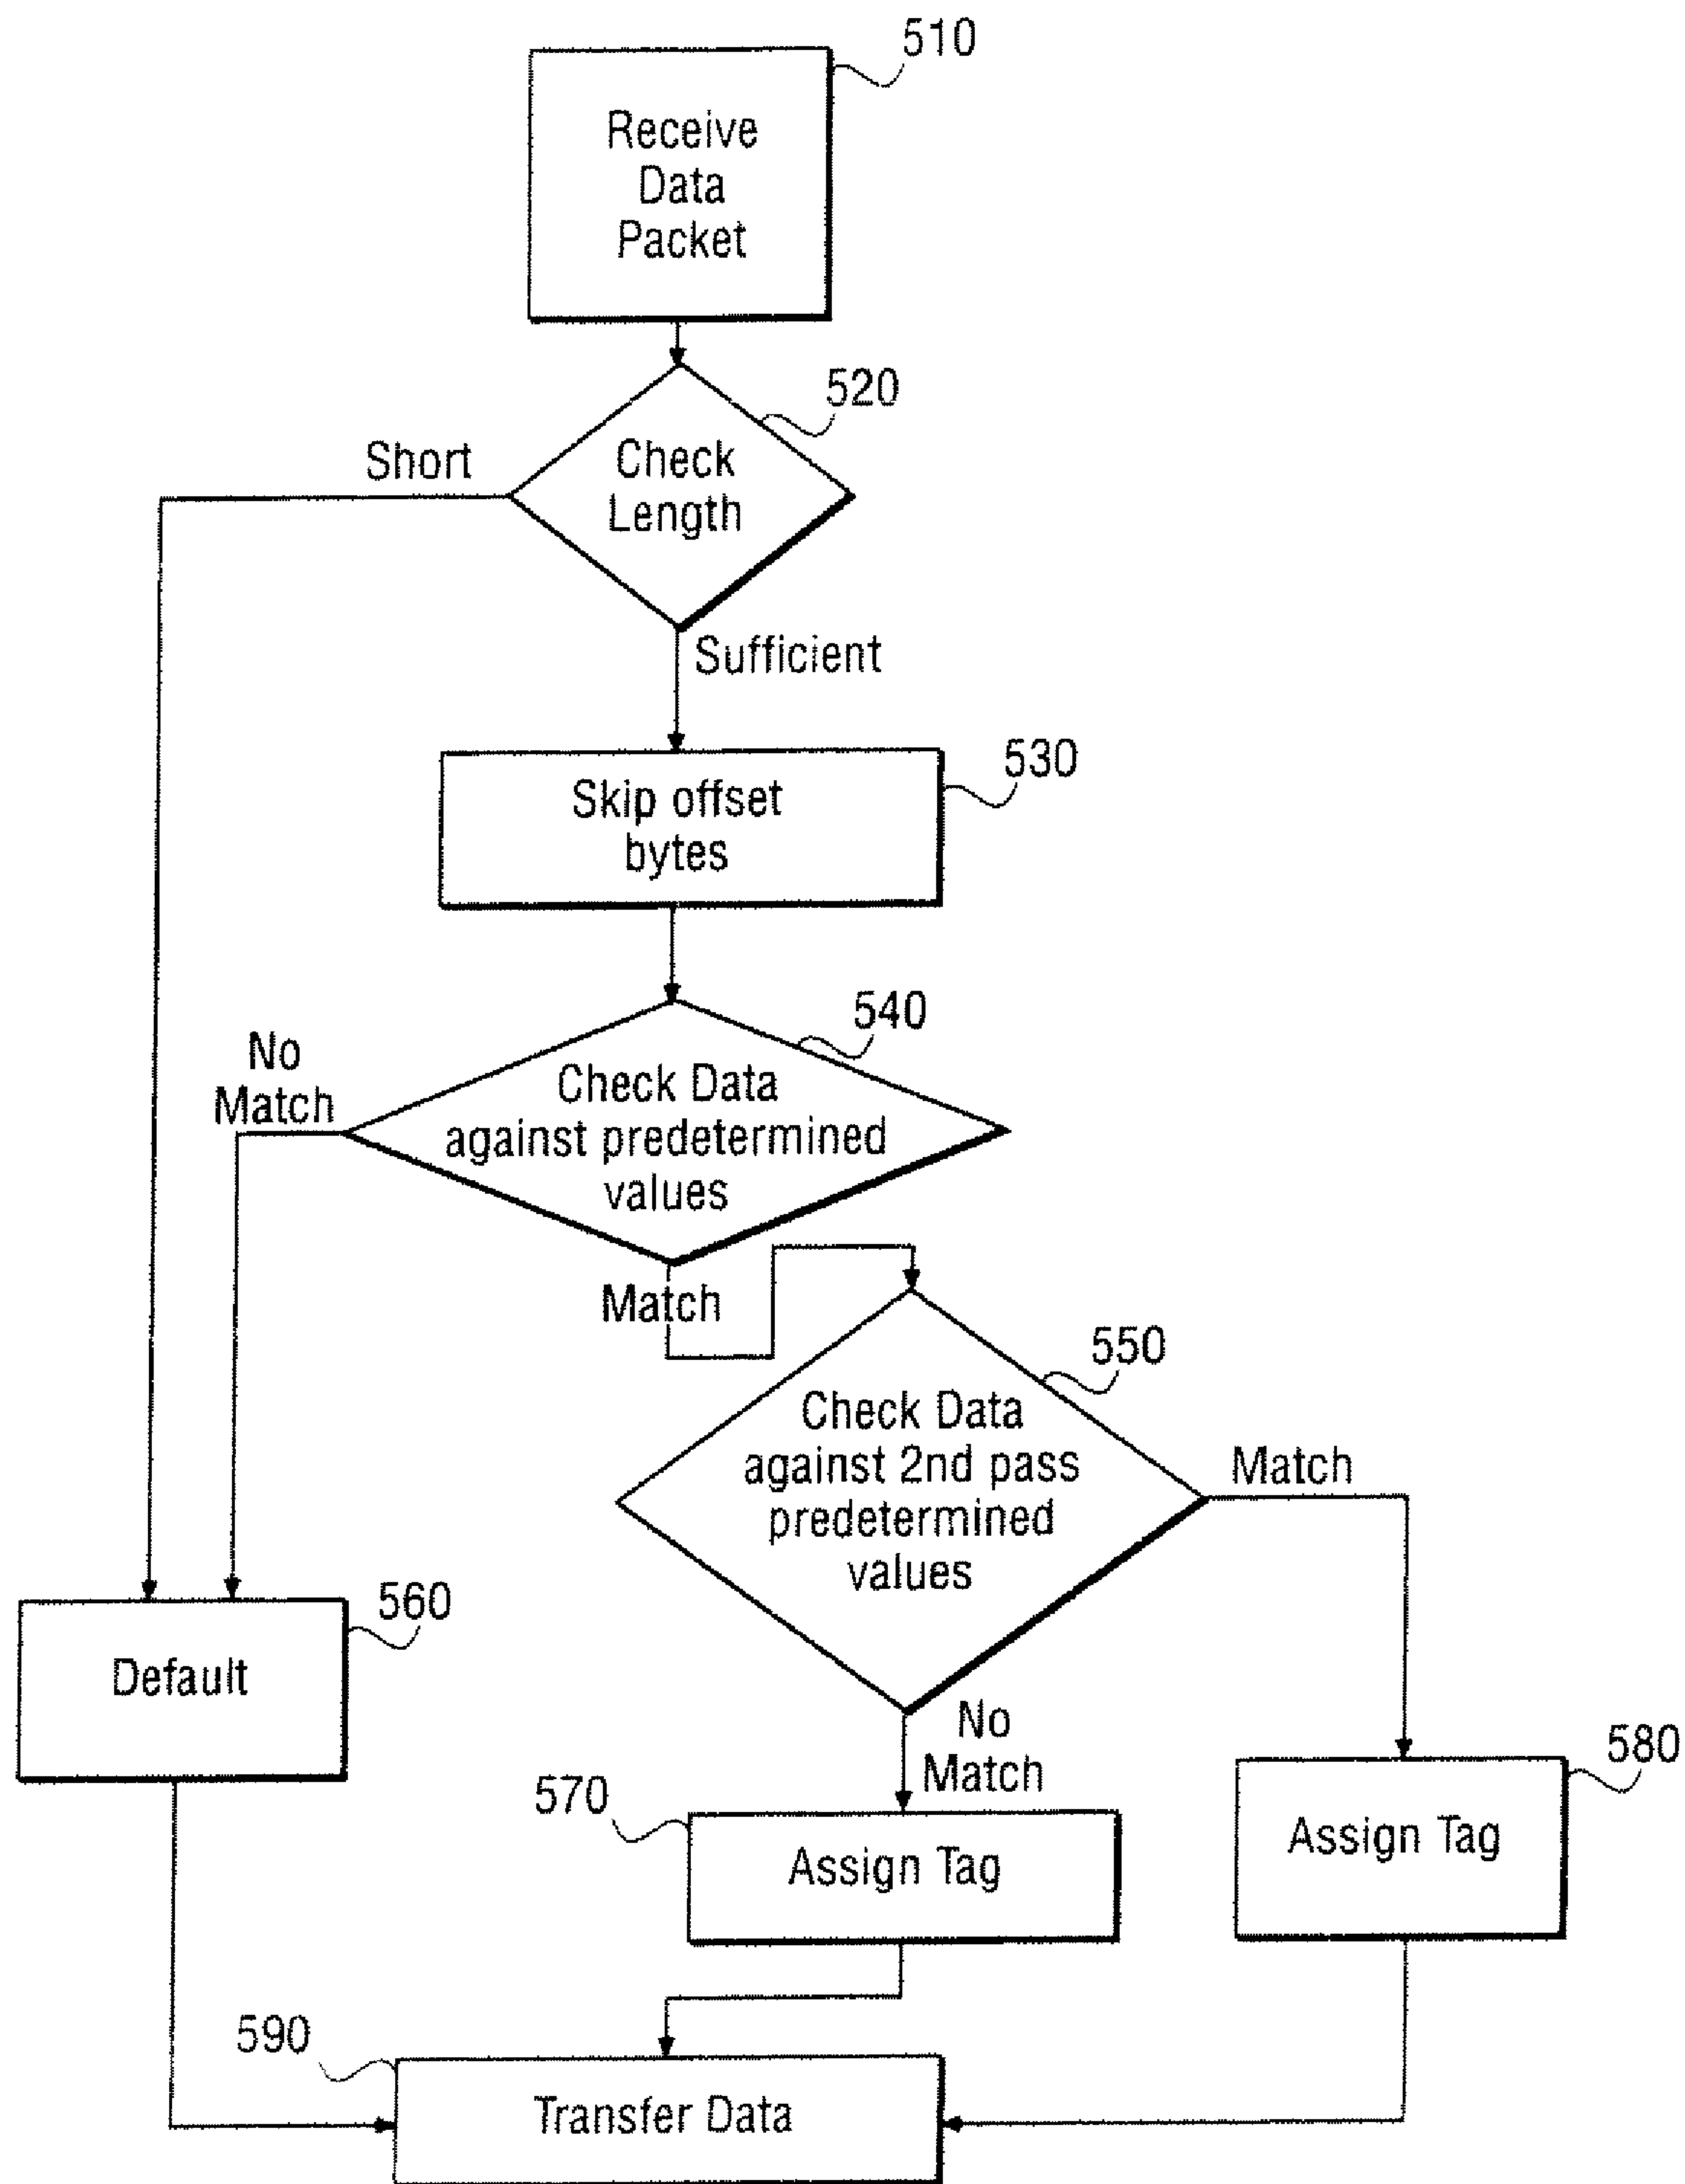 510
Receive
Data
Packet
520
Short
Check
Length
Sufficient
530
Skip offset
bytes
540
No
Match
Check Data
against predetermined
values
Match
550
Check Data
against 2nd pass
predetermined
values
Match
560
Default
No
Match
570
Assign Tag
580
Assign Tag
590
Transfer Data